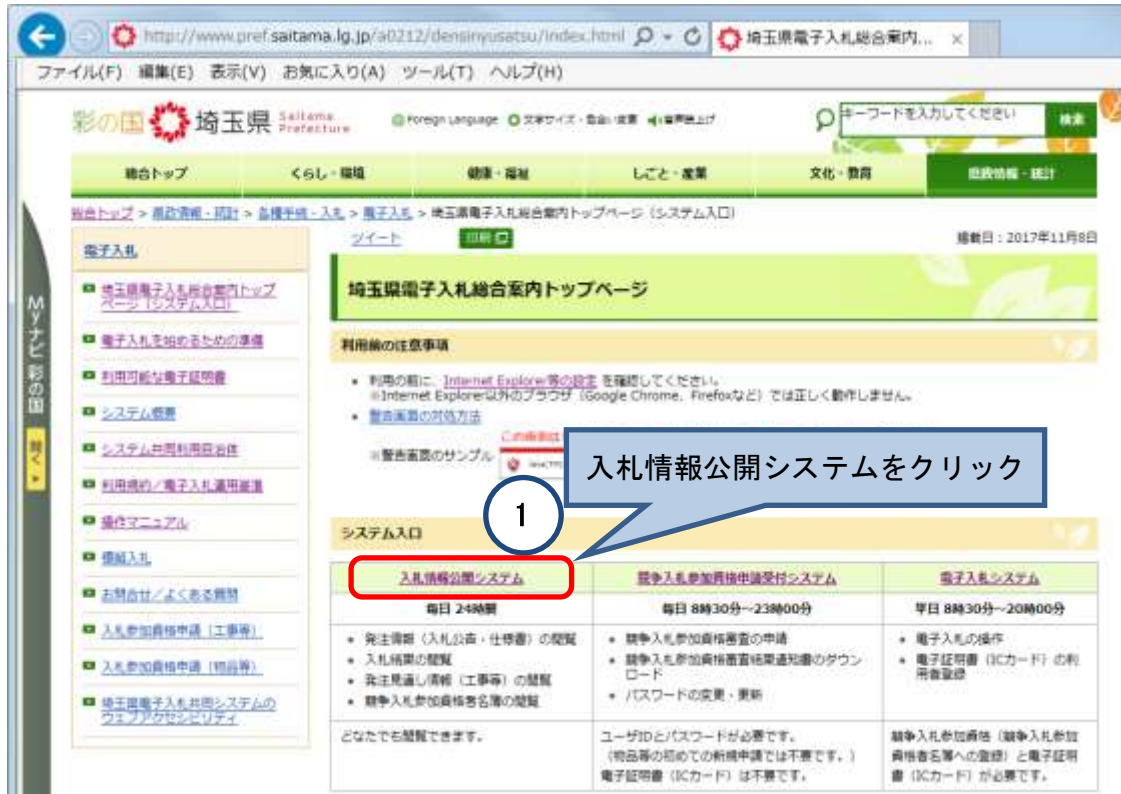 http://www.pref.saitama.lg.jp/a0212/densinyusatsu/index.html
埼玉県電子入札総合案内...
ファイル(F) 編集(E) 表示(V) お気に入り(A) ツール(T) ヘルプ(H)
彩の国 埼玉県 Saitama Prefecture
Foreign Language 文字サイズ・色合い変更 音声読上げ
キーワードを入力してください 検索
総合トップ くらし・環境 健康・福祉 しごと・産業 文化・教育 県政情報・統計
総合トップ > 県政情報・統計 > 各種手続・入札 > 電子入札 > 埼玉県電子入札総合案内トップページ（システム入口）
ツイート 印刷 掲載日：2017年11月8日
Myナビ 彩の国 開く
電子入札
埼玉県電子入札総合案内トップ
ページ（システム入口）
電子入札を始めるための準備
利用可能な電子証明書
システム概要
システム共同利用自治体
利用規約／電子入札運用基準
操作マニュアル
模擬入札
お問合せ／よくある質問
入札参加資格申請（工事等）
入札参加資格申請（物品等）
埼玉県電子入札共同システムの
ウェブアクセシビリティ
埼玉県電子入札総合案内トップページ
利用前の注意事項
利用の前に、Internet Explorer等の設定 を確認してください。
※Internet Explorer以外のブラウザ（Google Chrome、Firefoxなど）では正しく動作しません。
警告画面の対処方法
この画面は
※警告画面のサンプル
入札情報公開システムをクリック
1
システム入口
入札情報公開システム 競争入札参加資格申請受付システム 電子入札システム
毎日 24時間 毎日 8時30分～23時00分 平日 8時30分～20時00分
発注情報（入札公告・仕様書）の閲覧
入札結果の閲覧
発注見通し情報（工事等）の閲覧
競争入札参加資格者名簿の閲覧
競争入札参加資格審査の申請
競争入札参加資格審査結果通知書のダウン
ロード
パスワードの変更・更新
電子入札の操作
電子証明書（ICカード）の利
用者登録
どなたでも閲覧できます。
ユーザIDとパスワードが必要です。
（物品等の初めての新規申請では不要です。）
電子証明書（ICカード）は不要です。
競争入札参加資格（競争入札参加
資格者名簿への登録）と電子証明
書（ICカード）が必要です。